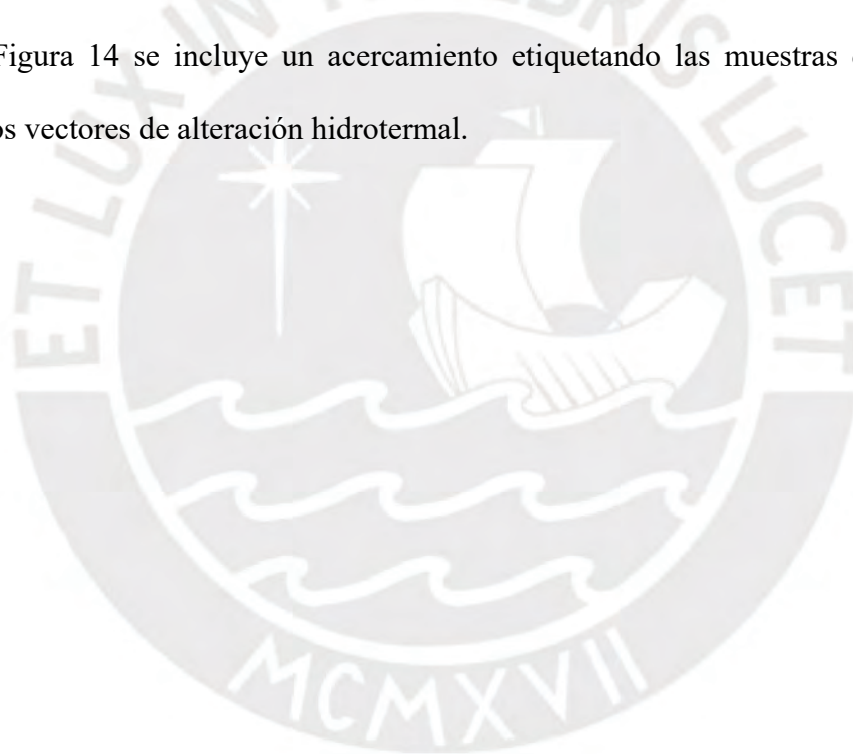 Figura 14 se incluye un acercamiento etiquetando las muestras
os vectores de alteración hidrotermal.
ET LUX IN LUCET
MCMXVII